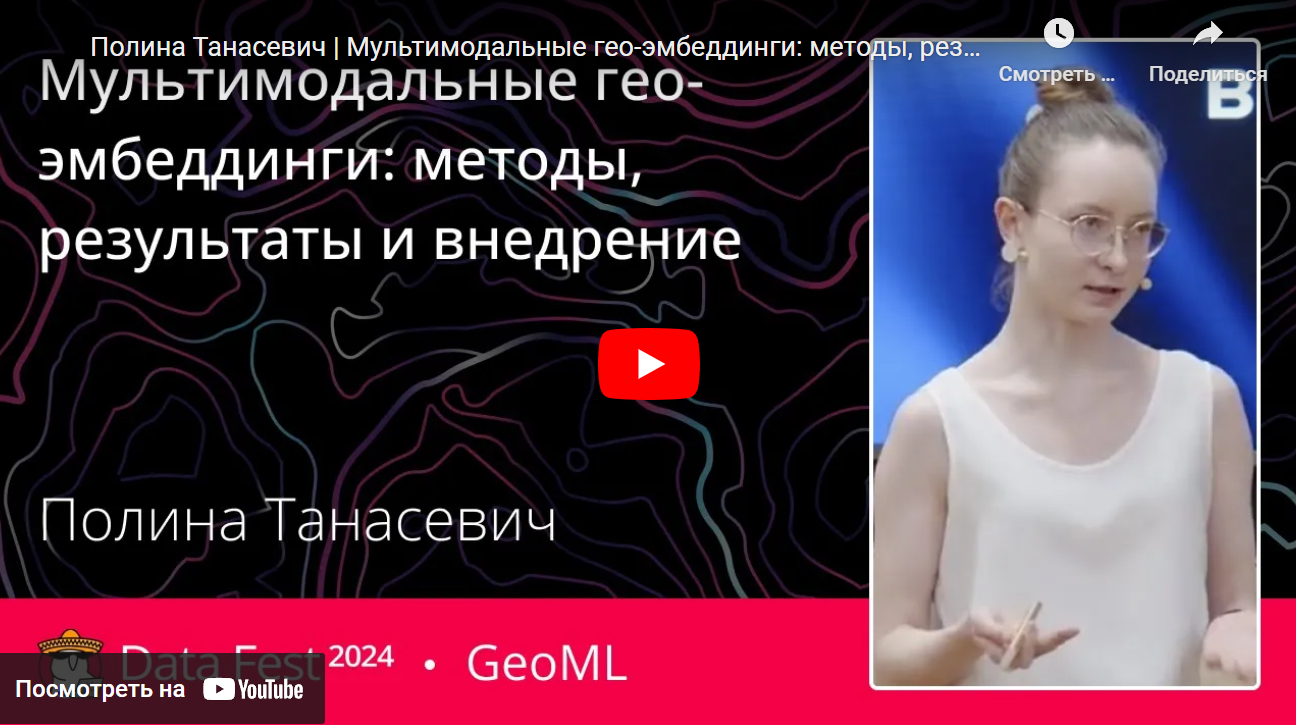 Полина Танасевич | Мультимодальные гео-эмбеддинги: методы, рез...
Смотреть ...
Поделиться
Мультимодальные гео-
эмбеддинги: методы,
результаты и внедрение
В
Полина Танасевич
Data Fest 2024 • GeoML
Посмотреть на YouTube